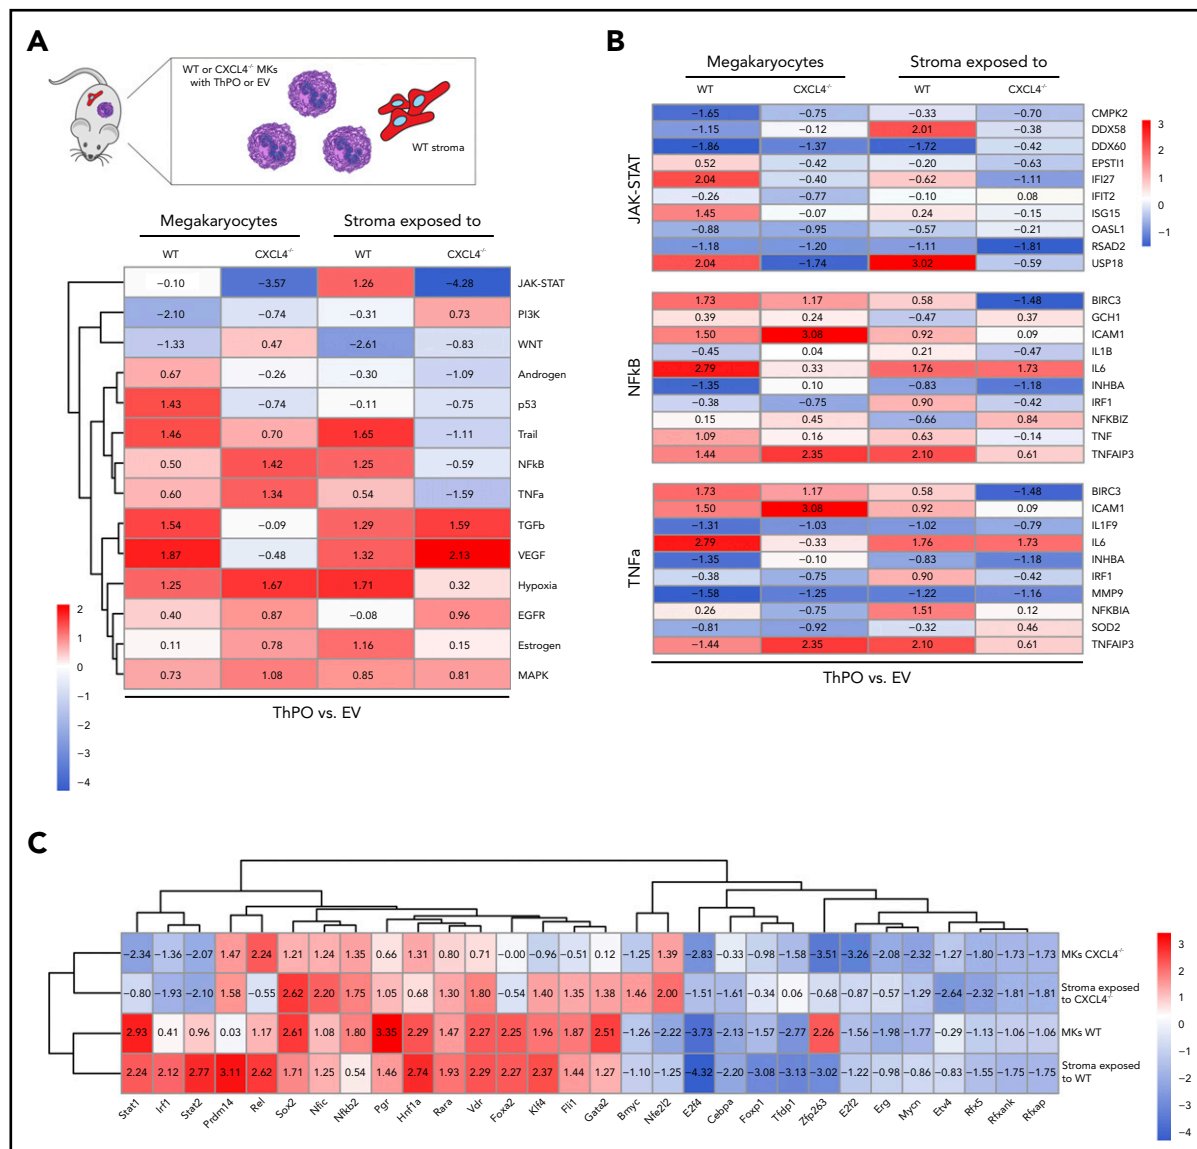 A
WT or CXCL4⁻/⁻ MKs
with ThPO or EV
WT stroma
Megakaryocytes Stroma exposed to
WT CXCL4⁻/⁻ WT CXCL4⁻/⁻
−0.10 −3.57 1.26 −4.28 JAK-STAT
−2.10 −0.74 −0.31 0.73 PI3K
−1.33 0.47 −2.61 −0.83 WNT
0.67 −0.26 −0.30 −1.09 Androgen
1.43 −0.74 −0.11 −0.75 p53
1.46 0.70 1.65 −1.11 Trail
0.50 1.42 1.25 −0.59 NFkB
0.60 1.34 0.54 −1.59 TNFa
1.54 −0.09 1.29 1.59 TGFb
1.87 −0.48 1.32 2.13 VEGF
1.25 1.67 1.71 0.32 Hypoxia
0.40 0.87 −0.08 0.96 EGFR
0.11 0.78 1.16 0.15 Estrogen
0.73 1.08 0.85 0.81 MAPK
2
1
0
−1
−2
−3
−4
ThPO vs. EV
B
Megakaryocytes Stroma exposed to
WT CXCL4⁻/⁻ WT CXCL4⁻/⁻
JAK-STAT
−1.65 −0.75 −0.33 −0.70 CMPK2
−1.15 −0.12 2.01 −0.38 DDX58
−1.86 −1.37 −1.72 −0.42 DDX60
0.52 −0.42 −0.20 −0.63 EPSTI1
2.04 −0.40 −0.62 −1.11 IFI27
−0.26 −0.77 −0.10 0.08 IFIT2
1.45 −0.07 0.24 −0.15 ISG15
−0.88 −0.95 −0.57 −0.21 OASL1
−1.18 −1.20 −1.11 −1.81 RSAD2
2.04 −1.74 3.02 −0.59 USP18
3
2
1
0
−1
NFkB
1.73 1.17 0.58 −1.48 BIRC3
0.39 0.24 −0.47 0.37 GCH1
1.50 3.08 0.92 0.09 ICAM1
−0.45 0.04 0.21 −0.47 IL1B
2.79 0.33 1.76 1.73 IL6
−1.35 0.10 −0.83 −1.18 INHBA
−0.38 −0.75 0.90 −0.42 IRF1
0.15 0.45 −0.66 0.84 NFKBIZ
1.09 0.16 0.63 −0.14 TNF
1.44 2.35 2.10 0.61 TNFAIP3
TNFa
1.73 1.17 0.58 −1.48 BIRC3
1.50 3.08 0.92 0.09 ICAM1
−1.31 −1.03 −1.02 −0.79 IL1F9
2.79 −0.33 1.76 1.73 IL6
−1.35 −0.10 −0.83 −1.18 INHBA
−0.38 −0.75 0.90 −0.42 IRF1
−1.58 −1.25 −1.22 −1.16 MMP9
0.26 −0.75 1.51 0.12 NFKBIA
−0.81 −0.92 −0.32 0.46 SOD2
−1.44 2.35 2.10 0.61 TNFAIP3
ThPO vs. EV
C
−2.34 −1.36 −2.07 1.47 2.24 1.21 1.24 1.35 0.66 1.31 0.80 0.71 −0.00 −0.96 −0.51 0.12 −1.25 1.39 −2.83 −0.33 −0.98 −1.58 −3.51 −3.26 −2.08 −2.32 −1.27 −1.80 −1.73 −1.73 MKs CXCL4⁻/⁻
−0.80 −1.93 −2.10 1.58 −0.55 2.62 2.20 1.75 1.05 0.68 1.30 1.80 −0.54 1.40 1.35 1.38 1.46 2.00 −1.51 −1.61 −0.34 0.06 −0.68 −0.87 −0.57 −1.29 −2.64 −2.32 −1.81 −1.81 Stroma exposed
to CXCL4⁻/⁻
2.93 0.41 0.96 0.03 1.17 2.61 1.08 1.80 3.35 2.29 1.47 2.27 2.25 1.96 1.87 2.51 −1.26 −2.22 −3.73 −2.13 −1.57 −2.77 2.26 −1.56 −1.98 −1.77 −0.29 −1.13 −1.06 −1.06 MKs WT
2.24 2.12 2.77 3.11 2.62 1.71 1.25 0.54 1.46 2.74 1.93 2.29 2.27 2.37 1.44 1.27 −1.10 −1.25 −4.32 −2.20 −3.08 −3.13 −3.02 −1.22 −0.98 −0.86 −0.83 −1.55 −1.75 −1.75 Stroma exposed
to WT
Stat1 Irf1 Stat2 Prdm14 Rel Sox2 Nfic Nfkb2 Pgr Hnf1a Rara Vdr Foxa2 Klf4 Fli1 Gata2 Bmyc Nfe2l2 E2f4 Cebpa Foxp1 Tfdp1 Zfp263 E2f2 Erg Mycn Etv4 Rfx5 Rfxank Rfxap
3
2
1
0
−1
−2
−3
−4